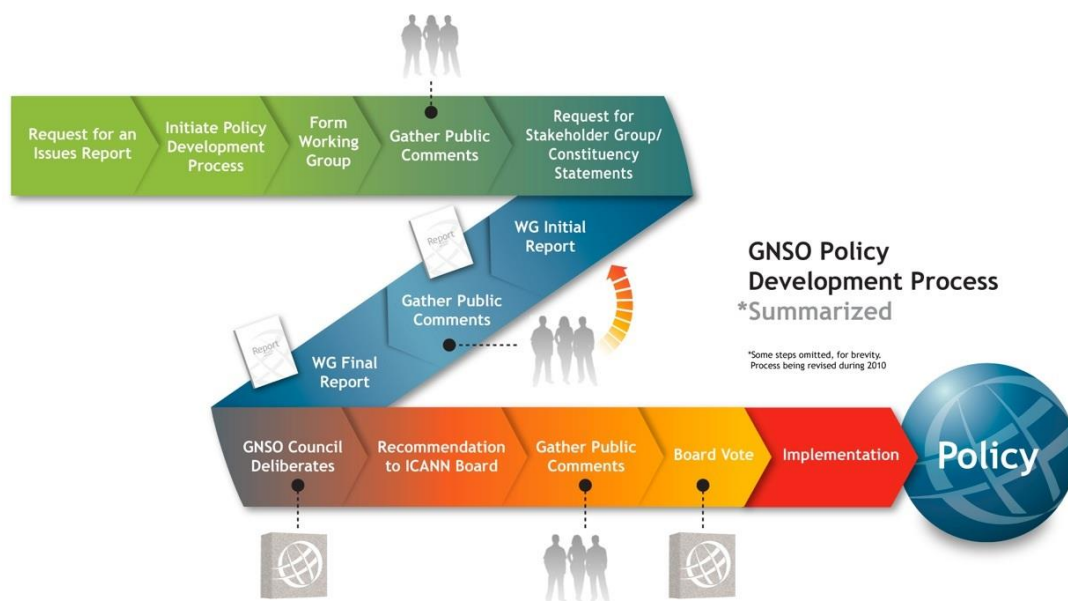 Request for an
Issues Report
Initiate Policy
Development
Process
Form
Working
Group
Gather Public
Comments
Request for
Stakeholder Group/
Constituency
Statements
Report
WG Initial
Report
Gather Public
Comments
Report
WG Final
Report
GNSO Policy
Development Process
*Summarized
*Some steps omitted, for brevity.
Process being revised during 2010
GNSO Council
Deliberates
Recommendation
to ICANN Board
Gather Public
Comments
Board Vote
Implementation
Policy